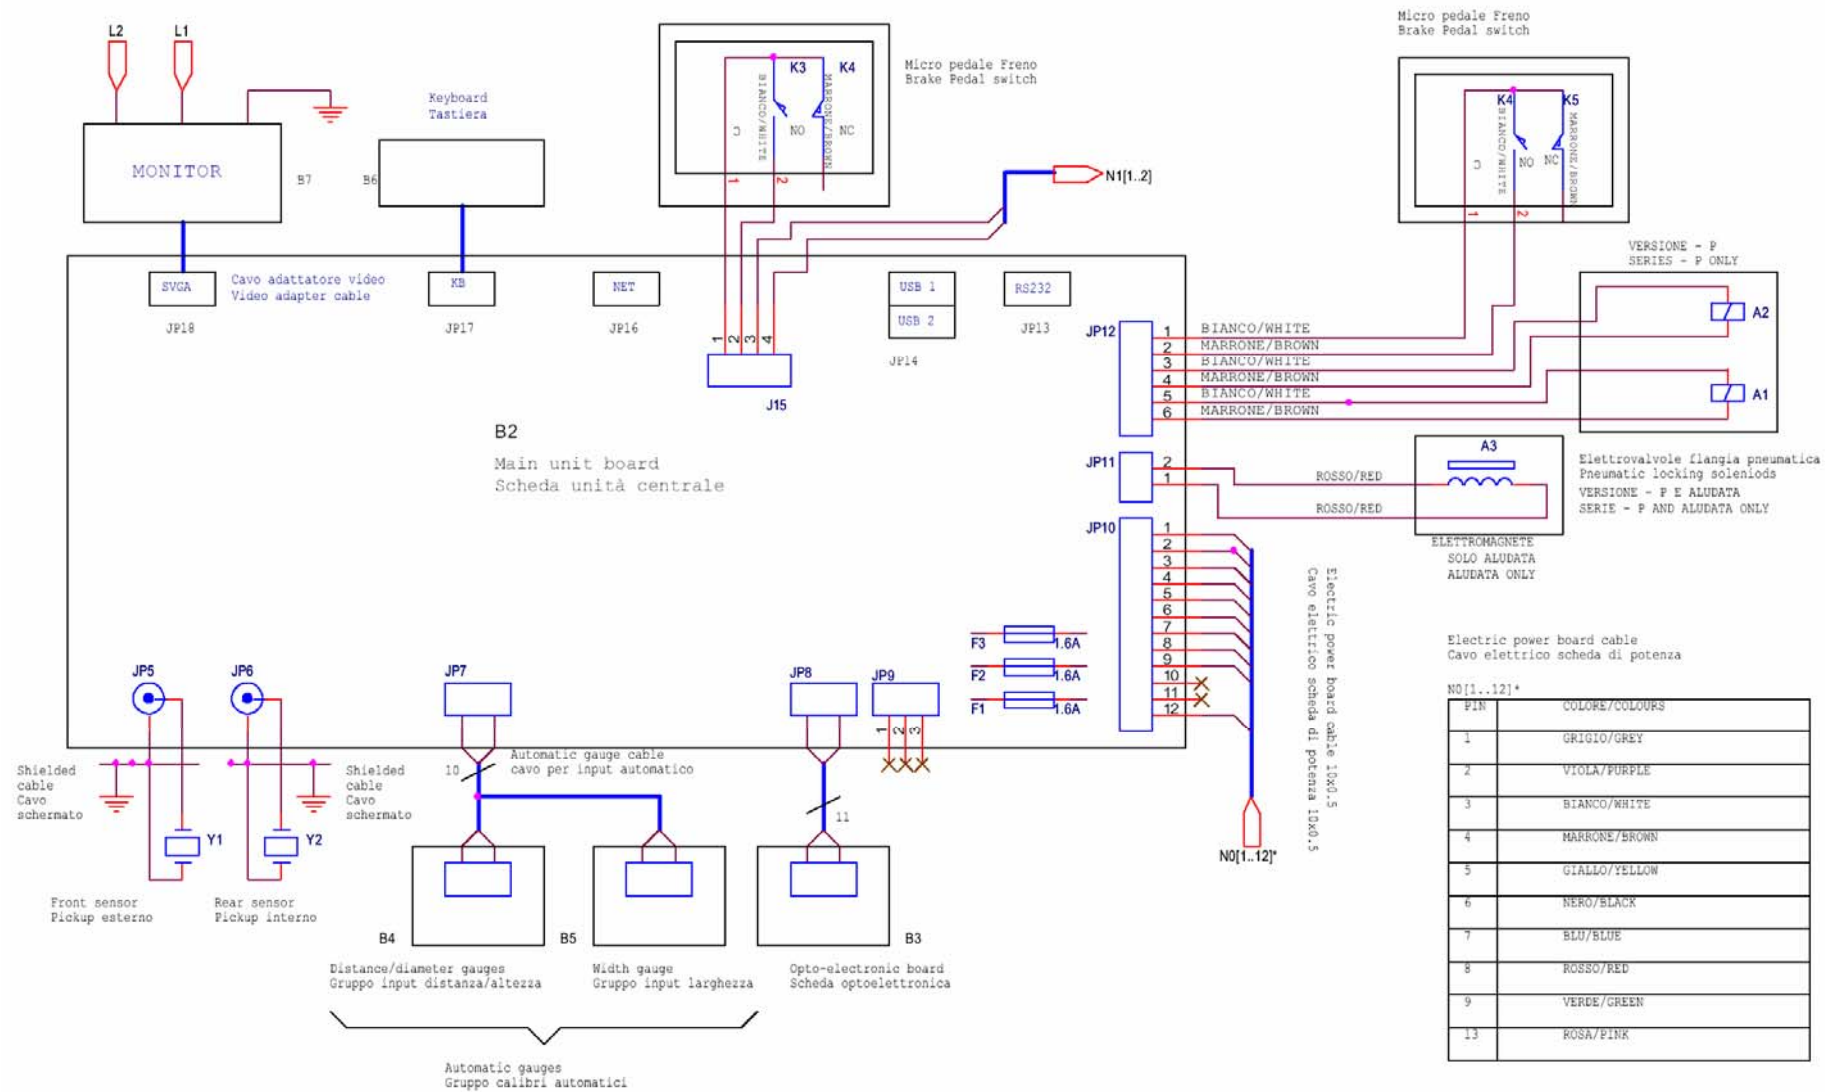 L2
L1
MONITOR
B7
Keyboard
Tastiera
B6
K3
K4
BIANCO/WHITE
MARRONE/BROWN
C
NO
NC
1
2
Micro pedale Freno
Brake Pedal switch
N1[1..2]
Micro pedale Freno
Brake Pedal switch
K4
K5
BIANCO/WHITE
MARRONE/BROWN
C
NO
NC
1
2
VERSIONE - P
SERIES - P ONLY
A2
A1
SVGA
Cavo adattatore video
Video adapter cable
JP18
KB
JP17
NET
JP16
USB 1
USB 2
JP14
RS232
JP13
1
2
3
4
J15
JP12
1 BIANCO/WHITE
2 MARRONE/BROWN
3 BIANCO/WHITE
4 MARRONE/BROWN
5 BIANCO/WHITE
6 MARRONE/BROWN
B2
Main unit board
Scheda unità centrale
JP11
2
1
ROSSO/RED
ROSSO/RED
A3
Elettrovalvole flangia pneumatica
Pneumatic locking soleniods
VERSIONE - P E ALUDATA
SERIE - P AND ALUDATA ONLY
ELETTROMAGNETE
SOLO ALUDATA
ALUDATA ONLY
JP10
1
2
3
4
5
6
7
8
9
10
11
12
Electric power board cable 10x0.5
Cavo elettrico scheda di potenza 10x0.5
N0[1..12]*
F3
1.6A
F2
1.6A
F1
1.6A
JP5
JP6
JP7
JP8
JP9
1
2
3
Shielded
cable
Cavo
schermato
Shielded
cable
Cavo
schermato
Automatic gauge cable
cavo per input automatico
10
11
Y1
Y2
Front sensor
Pickup esterno
Rear sensor
Pickup interno
B4
B5
B3
Distance/diameter gauges
Gruppo input distanza/altezza
Width gauge
Gruppo input larghezza
Opto-electronic board
Scheda optoelettronica
Automatic gauges
Gruppo calibri automatici
Electric power board cable
Cavo elettrico scheda di potenza
N0[1..12]*
PIN COLORE/COLOURS
1 GRIGIO/GREY
2 VIOLA/PURPLE
3 BIANCO/WHITE
4 MARRONE/BROWN
5 GIALLO/YELLOW
6 NERO/BLACK
7 BLU/BLUE
8 ROSSO/RED
9 VERDE/GREEN
13 ROSA/PINK